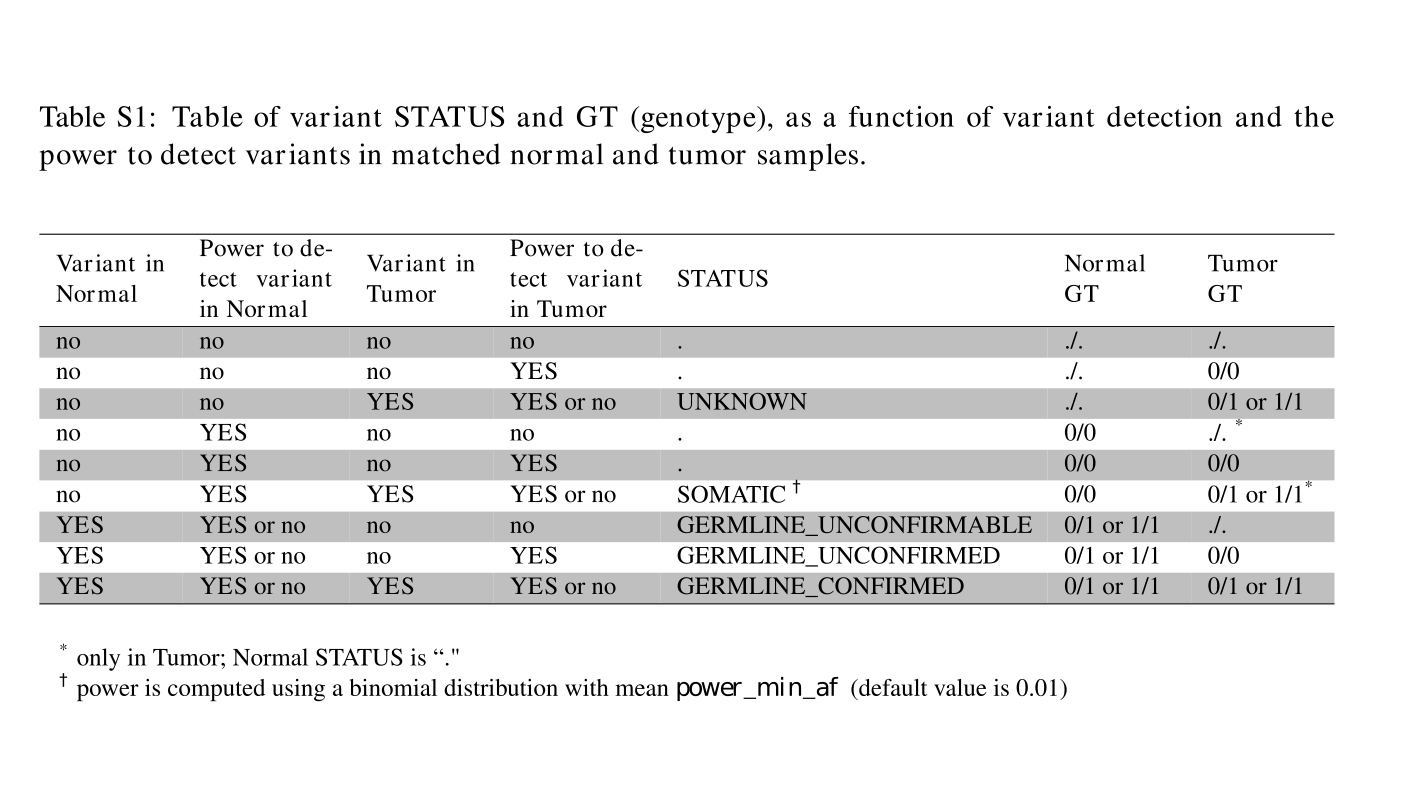 Table S1: Table of variant STATUS and GT (genotype), as a function of variant detection and the
power to detect variants in matched normal and tumor samples.
Variant in Normal Power to de-tect variant in Normal Variant in Tumor Power to de-tect variant in Tumor STATUS Normal GT Tumor GT
no no no no . ./. ./.
no no no YES . ./. 0/0
no no YES YES or no UNKNOWN ./. 0/1 or 1/1
no YES no no . 0/0 ./. *
no YES no YES . 0/0 0/0
no YES YES YES or no SOMATIC † 0/0 0/1 or 1/1*
YES YES or no no no GERMLINE_UNCONFIRMABLE 0/1 or 1/1 ./.
YES YES or no no YES GERMLINE_UNCONFIRMED 0/1 or 1/1 0/0
YES YES or no YES YES or no GERMLINE_CONFIRMED 0/1 or 1/1 0/1 or 1/1
* only in Tumor; Normal STATUS is “."
† power is computed using a binomial distribution with mean power_min_af (default value is 0.01)